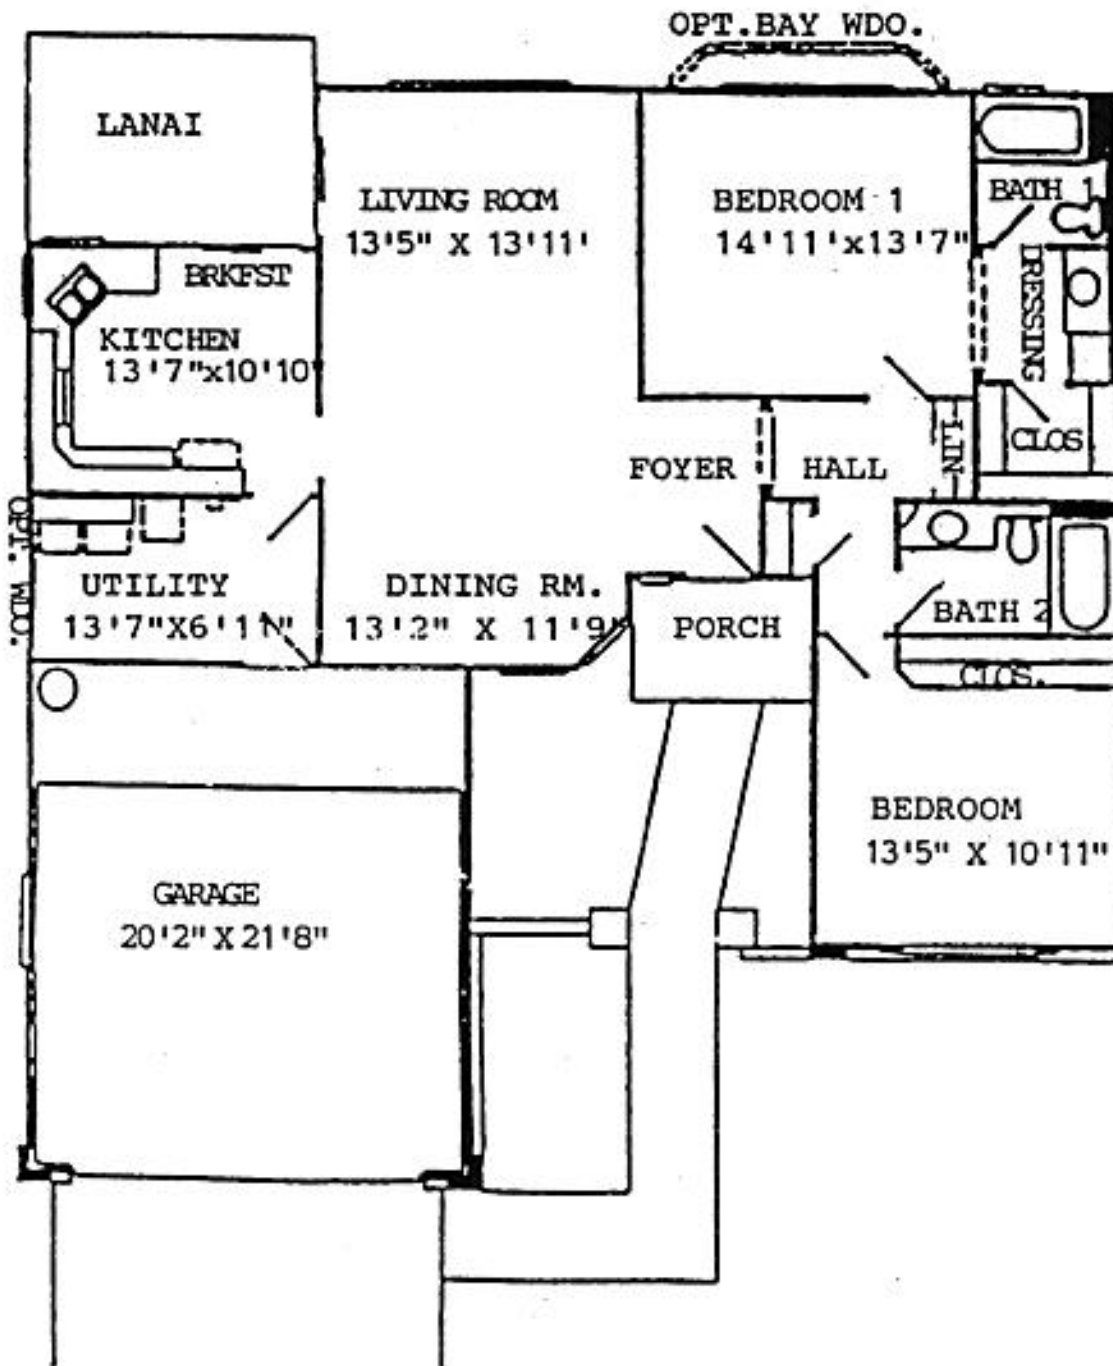 OPT.BAY WDO.
LANAI
LIVING ROOM
13'5" X 13'11'
BEDROOM 1
14'11'x13'7"
BATH 1
DRESSING
BRKFST
KITCHEN
13'7"x10'10"
FOYER
HALL
LIN
CLOS
OPT. WDO.
UTILITY
13'7"X6'11"
DINING RM.
13'2" X 11'9"
PORCH
BATH 2
CLOS.
BEDROOM
13'5" X 10'11"
GARAGE
20'2" X 21'8"